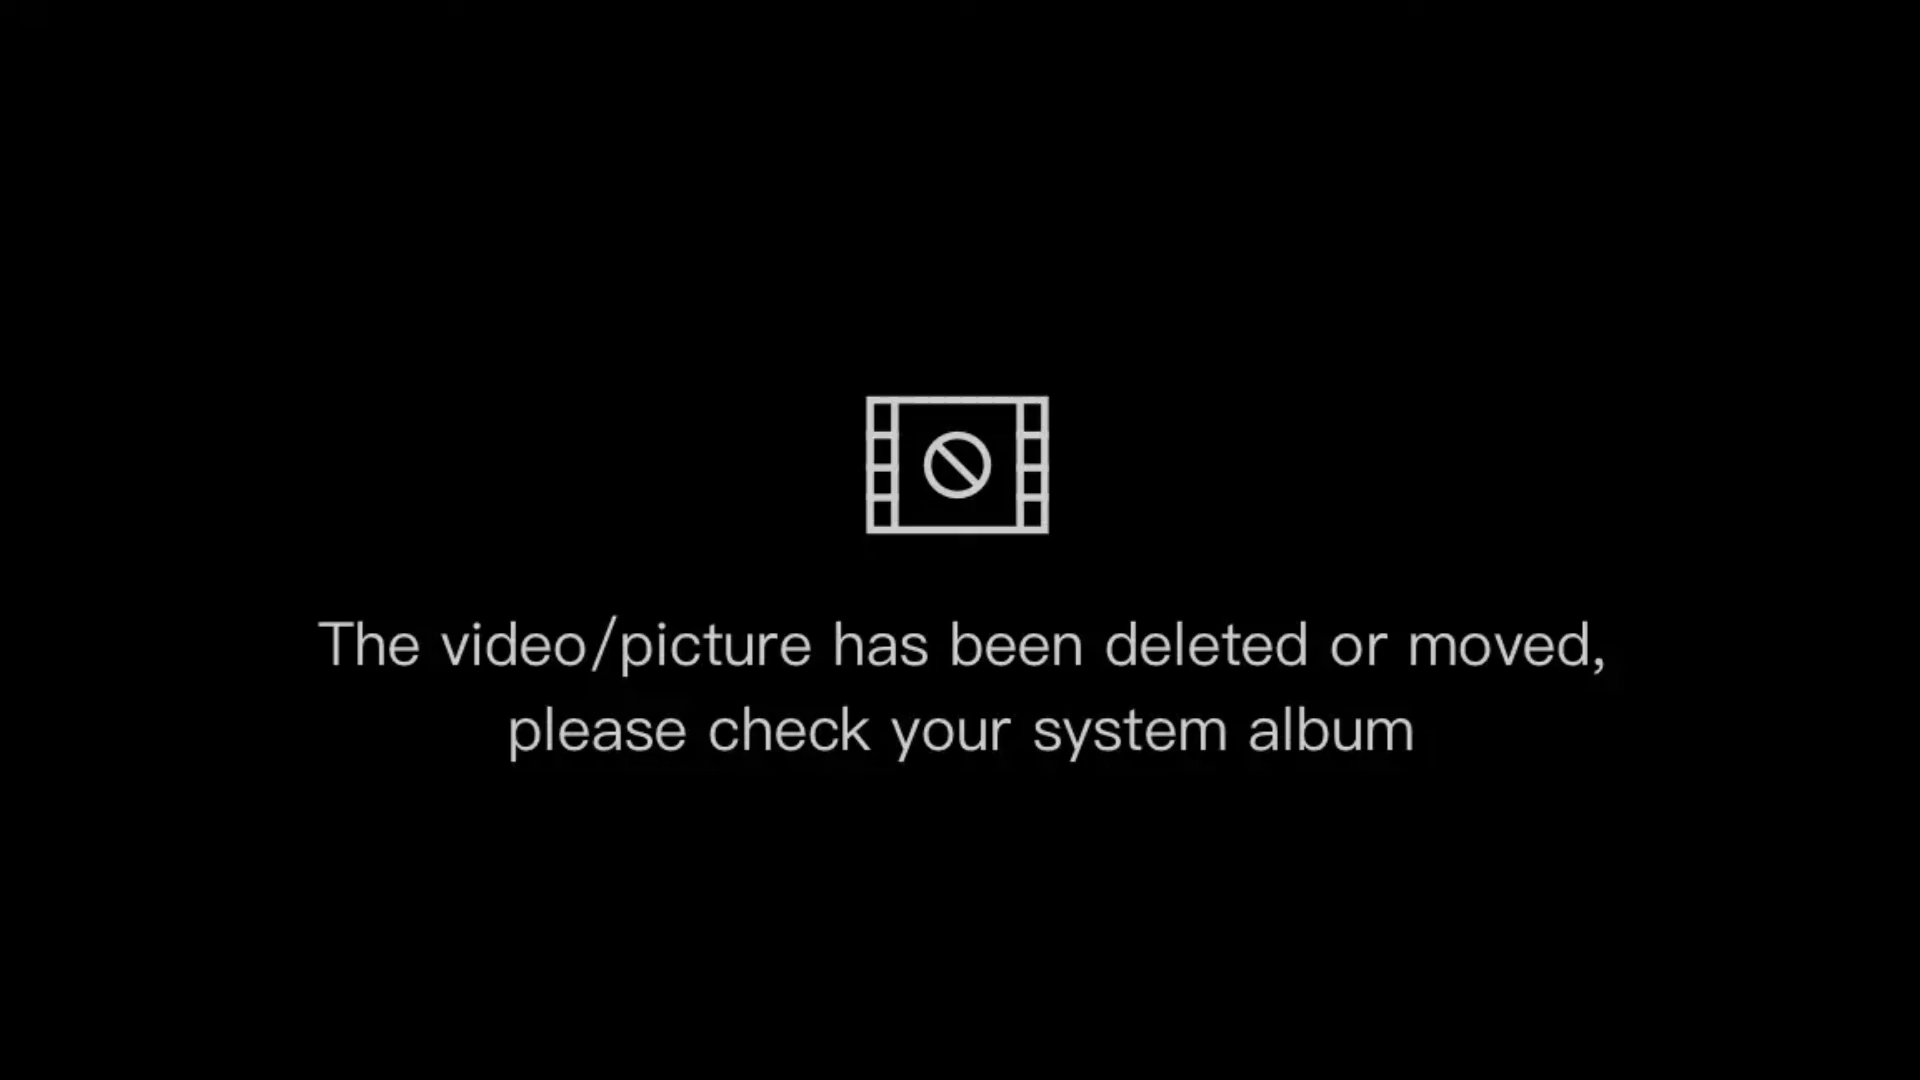 The video/picture has been deleted or moved,
please check your system album